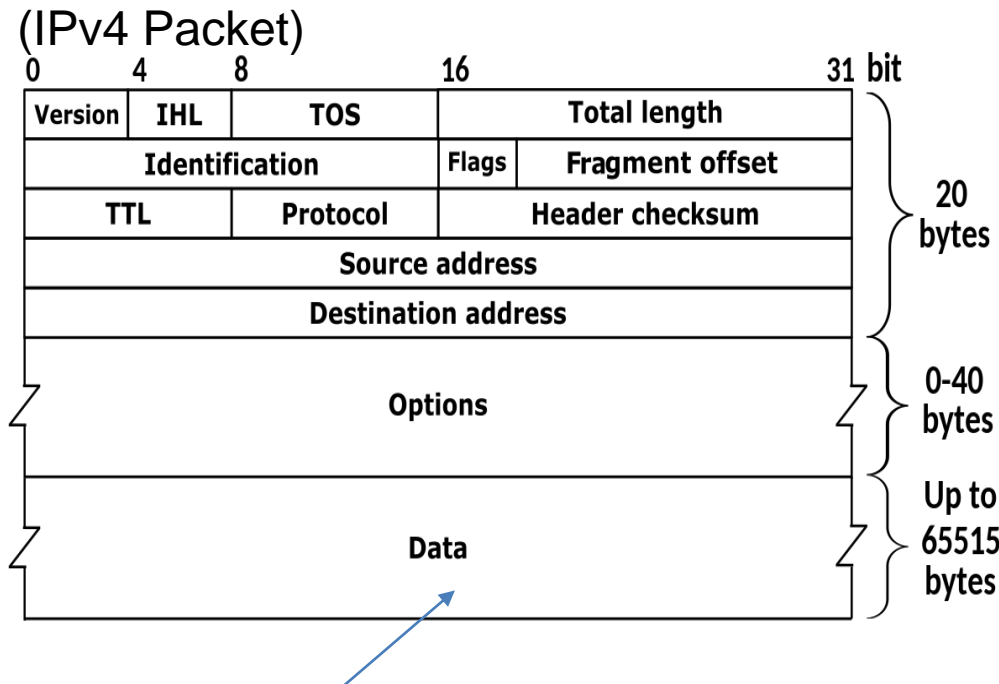 (IPv4 Packet)
0 4 8 16 31 bit
Version IHL TOS Total length
Identification Flags Fragment offset
TTL Protocol Header checksum
20
bytes
Source address
Destination address
Options
0-40
bytes
Data
Up to
65515
bytes